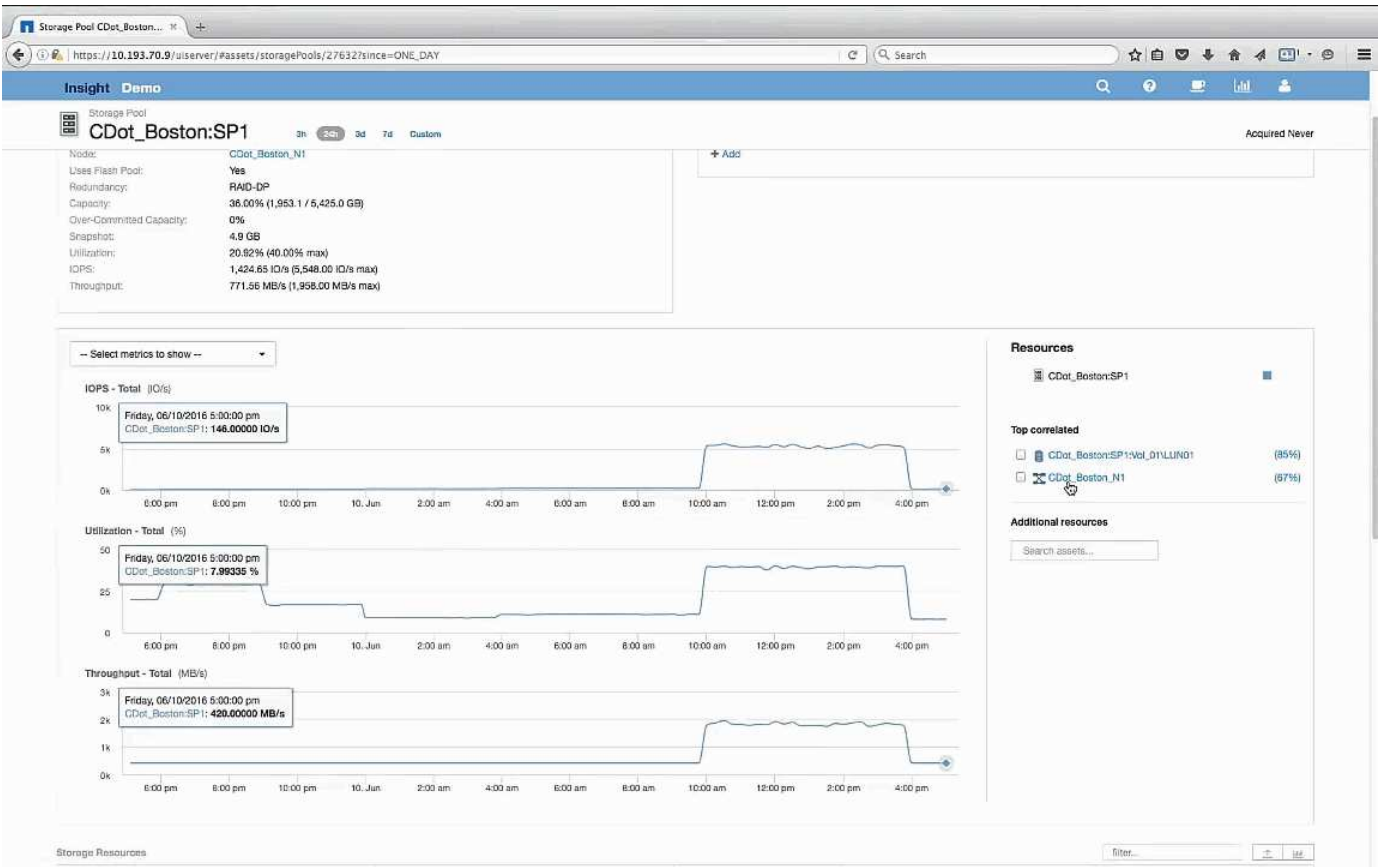 Storage Pool CDot_Boston... × +
https://10.193.70.9/uiserver/#assets/storagePools/27632?since=ONE_DAY
Search
Insight Demo
Storage Pool
CDot_Boston:SP1 3h 24h 3d 7d Custom
Acquired Never
Node: CDot_Boston_N1
Uses Flash Pool: Yes
Redundancy: RAID-DP
Capacity: 36.00% (1,953.1 / 5,425.0 GB)
Over-Committed Capacity: 0%
Snapshot: 4.9 GB
Utilization: 20.92% (40.00% max)
IOPS: 1,424.65 IO/s (5,548.00 IO/s max)
Throughput: 771.56 MB/s (1,958.00 MB/s max)
+ Add
-- Select metrics to show --
IOPS - Total (IO/s)
10k
5k
0k
Friday, 06/10/2016 5:00:00 pm
CDot_Boston:SP1: 146.00000 IO/s
6:00 pm 8:00 pm 10:00 pm 10. Jun 2:00 am 4:00 am 6:00 am 8:00 am 10:00 am 12:00 pm 2:00 pm 4:00 pm
Utilization - Total (%)
50
25
0
Friday, 06/10/2016 5:00:00 pm
CDot_Boston:SP1: 7.99335 %
6:00 pm 8:00 pm 10:00 pm 10. Jun 2:00 am 4:00 am 6:00 am 8:00 am 10:00 am 12:00 pm 2:00 pm 4:00 pm
Throughput - Total (MB/s)
3k
2k
1k
0k
Friday, 06/10/2016 5:00:00 pm
CDot_Boston:SP1: 420.00000 MB/s
6:00 pm 8:00 pm 10:00 pm 10. Jun 2:00 am 4:00 am 6:00 am 8:00 am 10:00 am 12:00 pm 2:00 pm 4:00 pm
Resources
CDot_Boston:SP1
Top correlated
CDot_Boston:SP1:Vol_01\LUN01 (85%)
CDot_Boston_N1 (67%)
Additional resources
Search assets...
Storage Resources
filter...